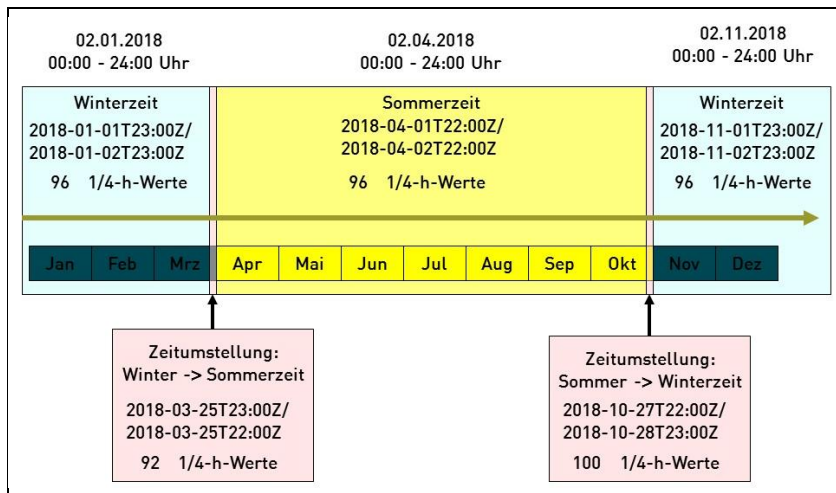 02.01.2018
00:00 - 24:00 Uhr
02.04.2018
00:00 - 24:00 Uhr
02.11.2018
00:00 - 24:00 Uhr
Winterzeit
2018-01-01T23:00Z/
2018-01-02T23:00Z
96 1/4-h-Werte
Sommerzeit
2018-04-01T22:00Z/
2018-04-02T22:00Z
96 1/4-h-Werte
Winterzeit
2018-11-01T23:00Z/
2018-11-02T23:00Z
96 1/4-h-Werte
Jan Feb Mrz Apr Mai Jun Jul Aug Sep Okt Nov Dez
Zeitumstellung:
Winter -> Sommerzeit
2018-03-25T23:00Z/
2018-03-25T22:00Z
92 1/4-h-Werte
Zeitumstellung:
Sommer -> Winterzeit
2018-10-27T22:00Z/
2018-10-28T23:00Z
100 1/4-h-Werte